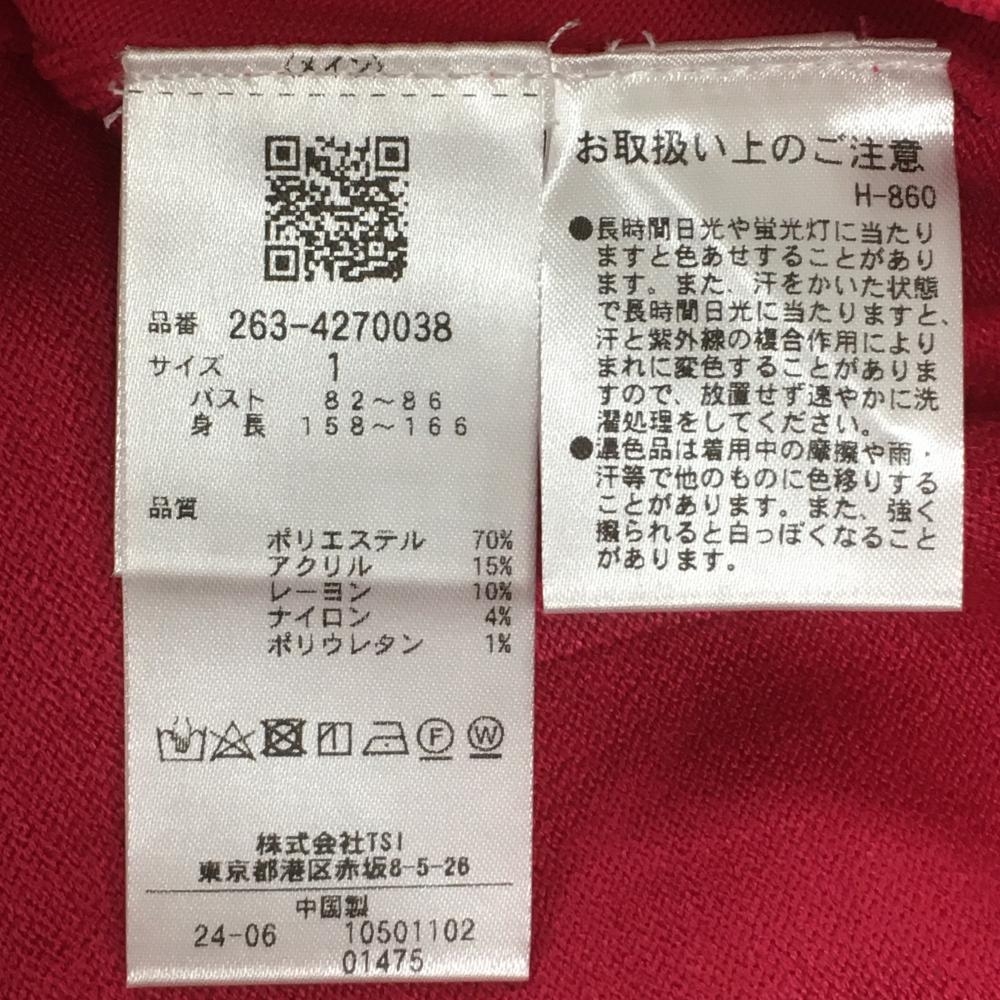 〈メイン〉
品番 263-4270038
サイズ 1
バスト 82～86
身長 158～166
品質
ポリエステル 70%
アクリル 15%
レーヨン 10%
ナイロン 4%
ポリウレタン 1%
F W
株式会社TSI
東京都港区赤坂8-5-26
中国製
24-06 10501102
01475
お取扱い上のご注意
H-860
●長時間日光や蛍光灯に当たり
ますと色あせすることがあり
ます。また、汗をかいた状態
で長時間日光に当たりますと、
汗と紫外線の複合作用により
まれに変色することがありま
すので、放置せず速やかに洗
濯処理をしてください。
●濃色品は着用中の摩擦や雨・
汗等で他のものに色移りする
ことがあります。また、強く
擦られると白っぽくなること
があります。